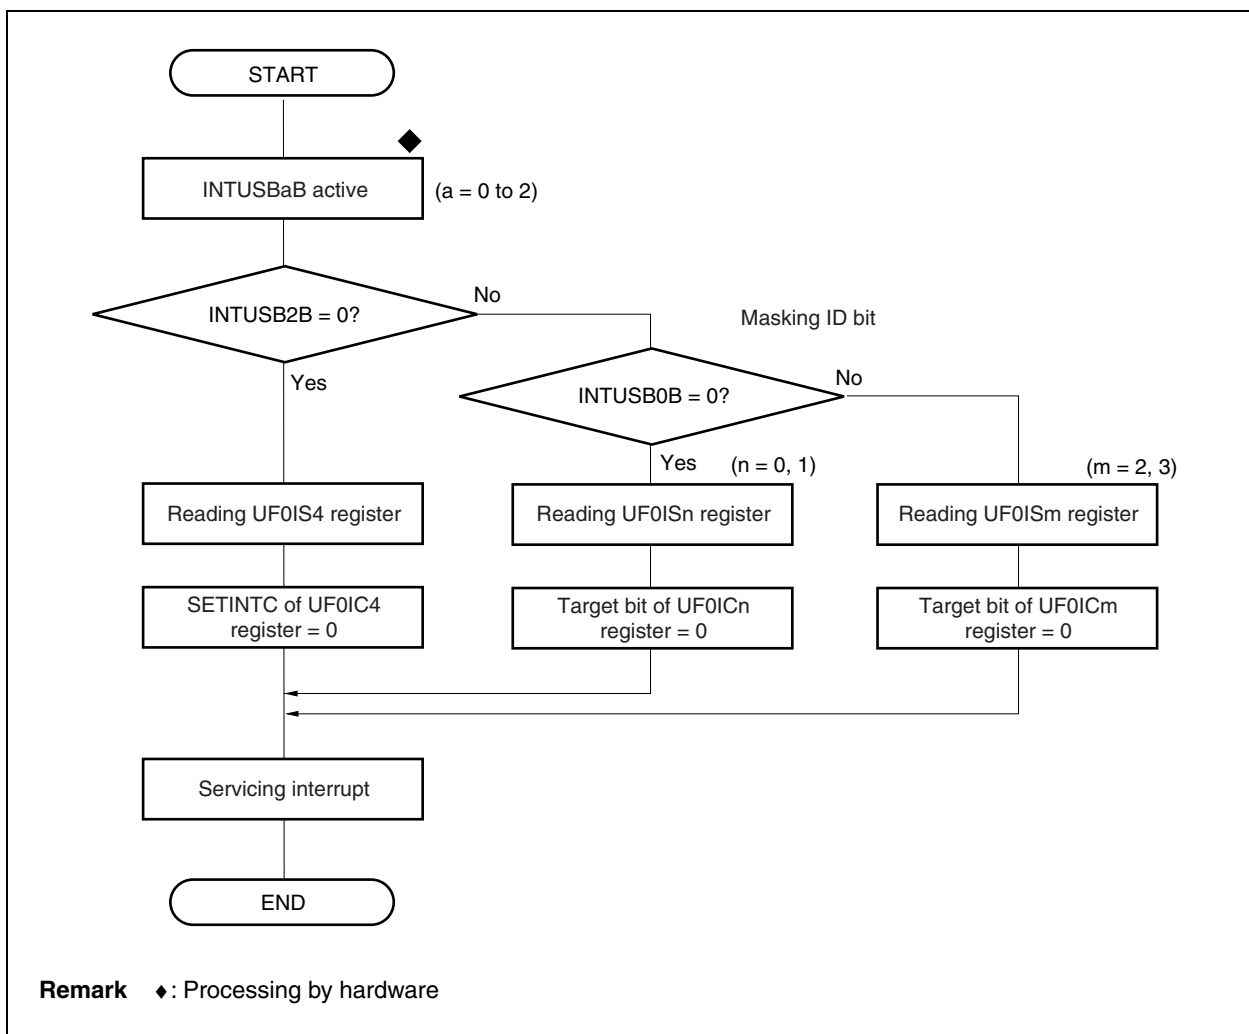 START
INTUSBaB active
(a = 0 to 2)
INTUSB2B = 0?
No
Yes
Masking ID bit
INTUSB0B = 0?
No
Yes
(n = 0, 1)
(m = 2, 3)
Reading UF0IS4 register
Reading UF0ISn register
Reading UF0ISm register
SETINTC of UF0IC4
register = 0
Target bit of UF0ICn
register = 0
Target bit of UF0ICm
register = 0
Servicing interrupt
END
Remark ♦: Processing by hardware